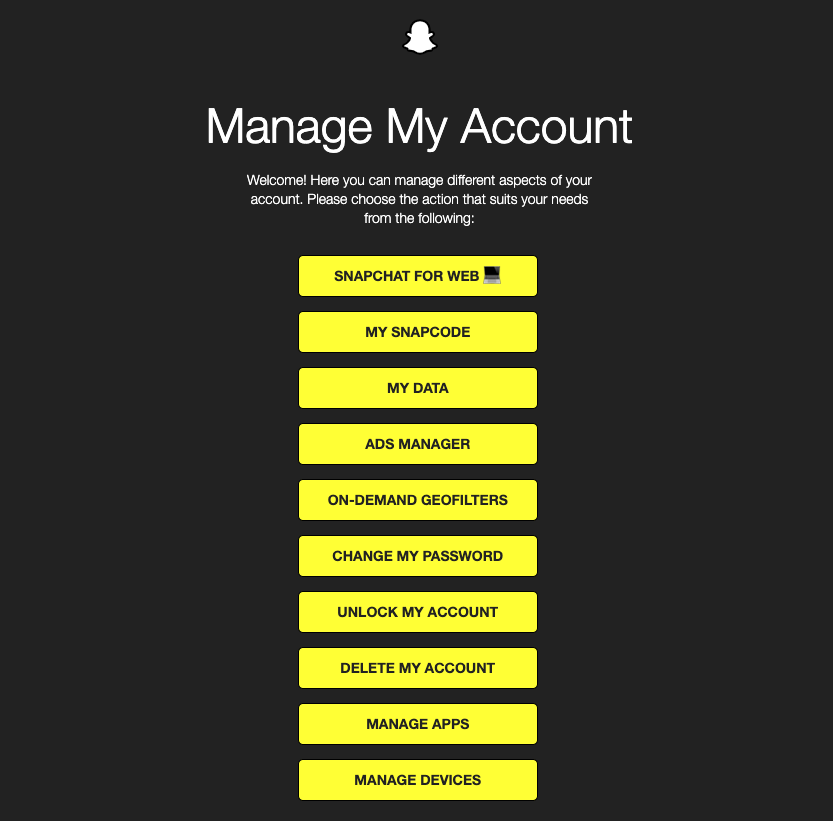 Manage My Account
Welcome! Here you can manage different aspects of your
account. Please choose the action that suits your needs
from the following:
SNAPCHAT FOR WEB 💻
MY SNAPCODE
MY DATA
ADS MANAGER
ON-DEMAND GEOFILTERS
CHANGE MY PASSWORD
UNLOCK MY ACCOUNT
DELETE MY ACCOUNT
MANAGE APPS
MANAGE DEVICES